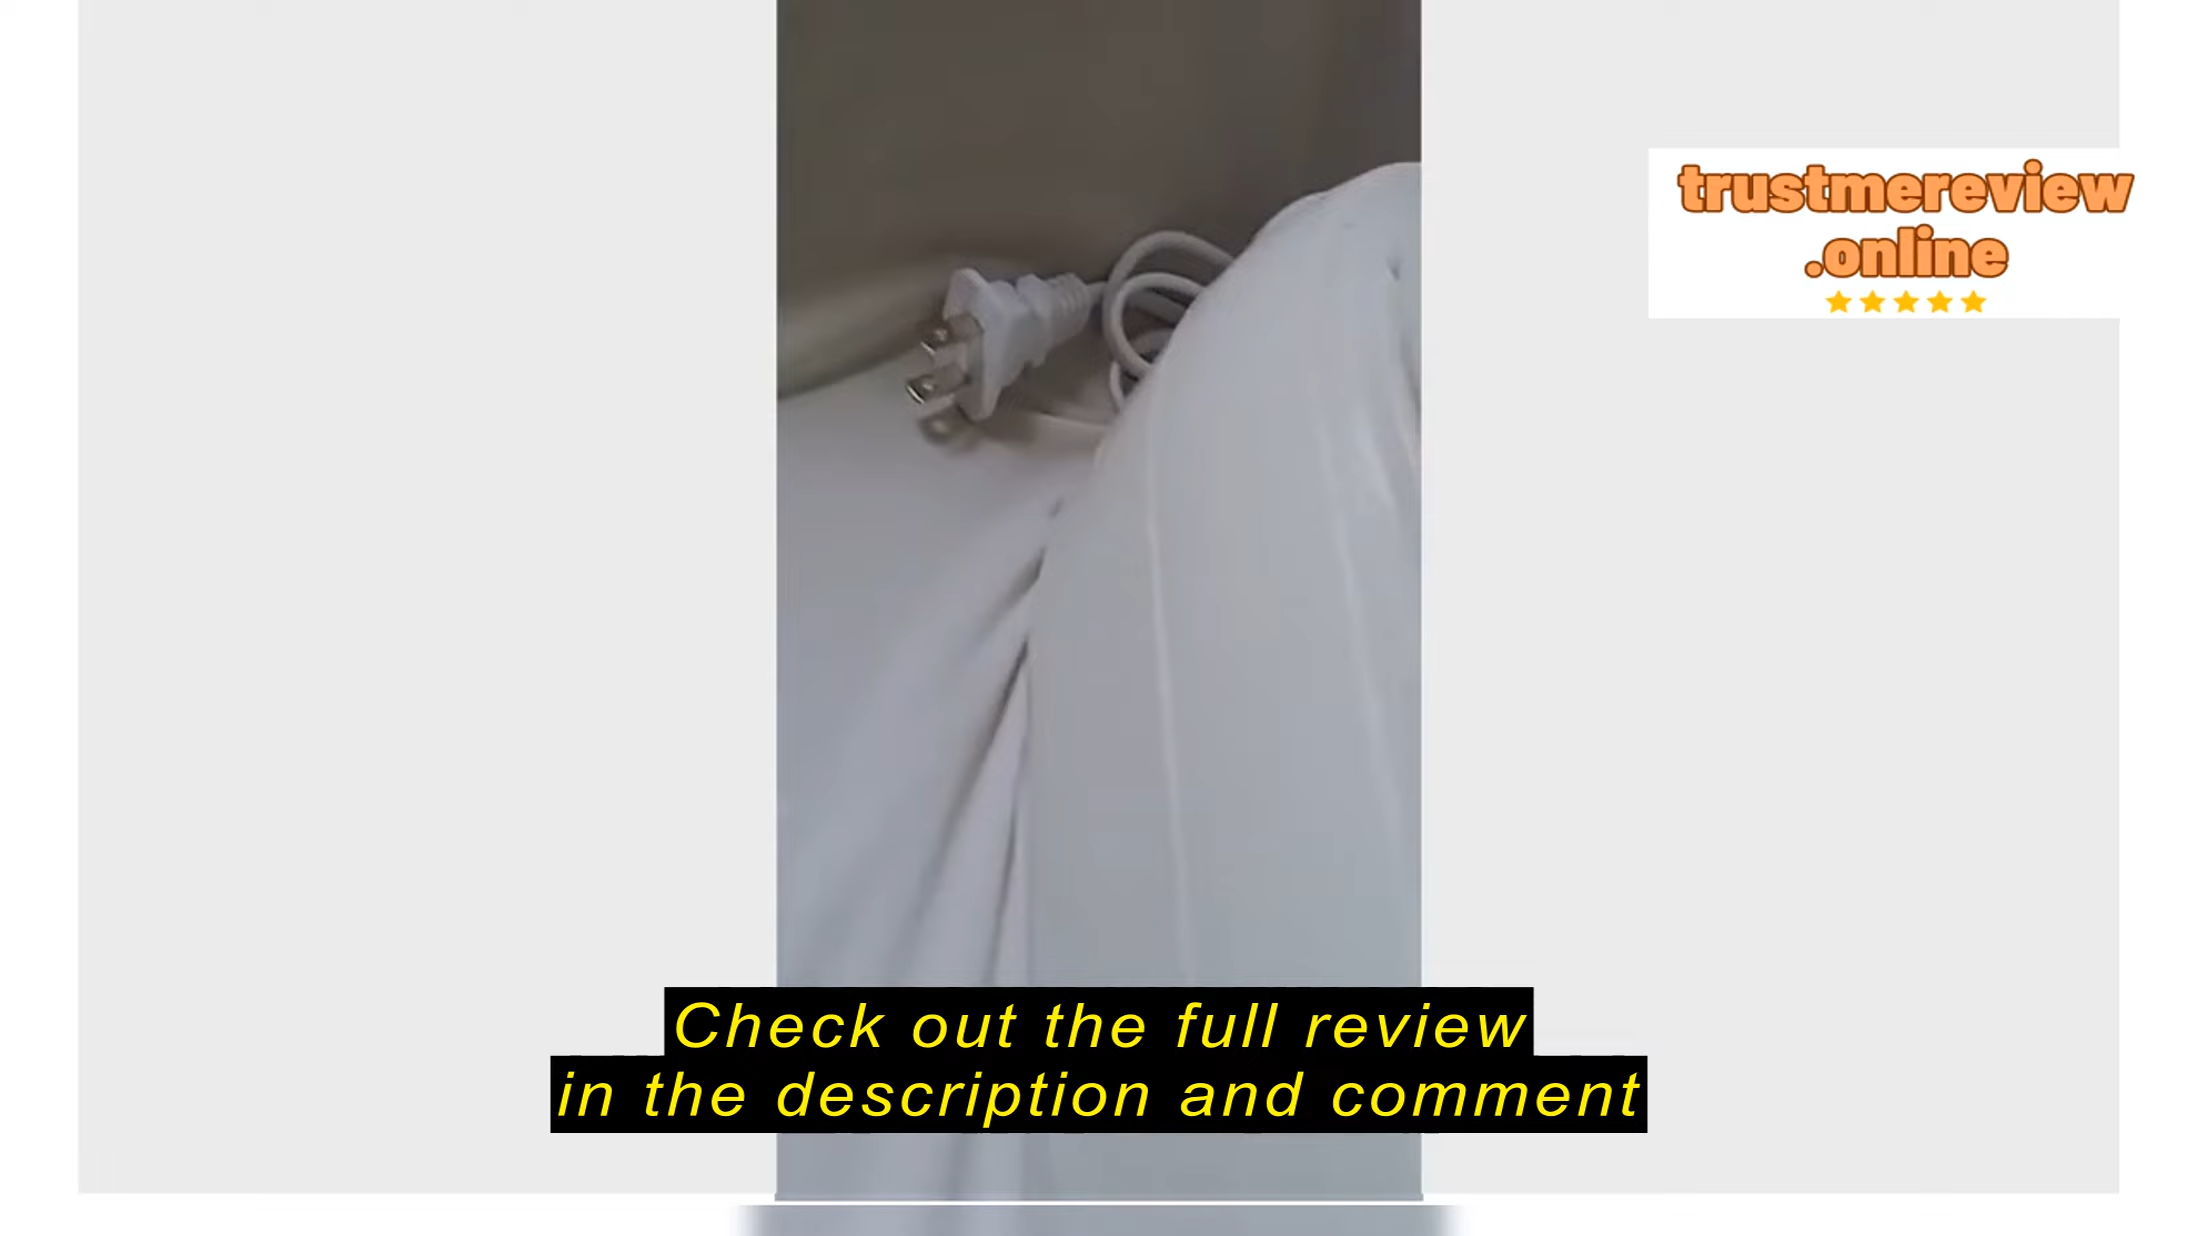 trustmereview
.online
Check out the full review
in the description and comment